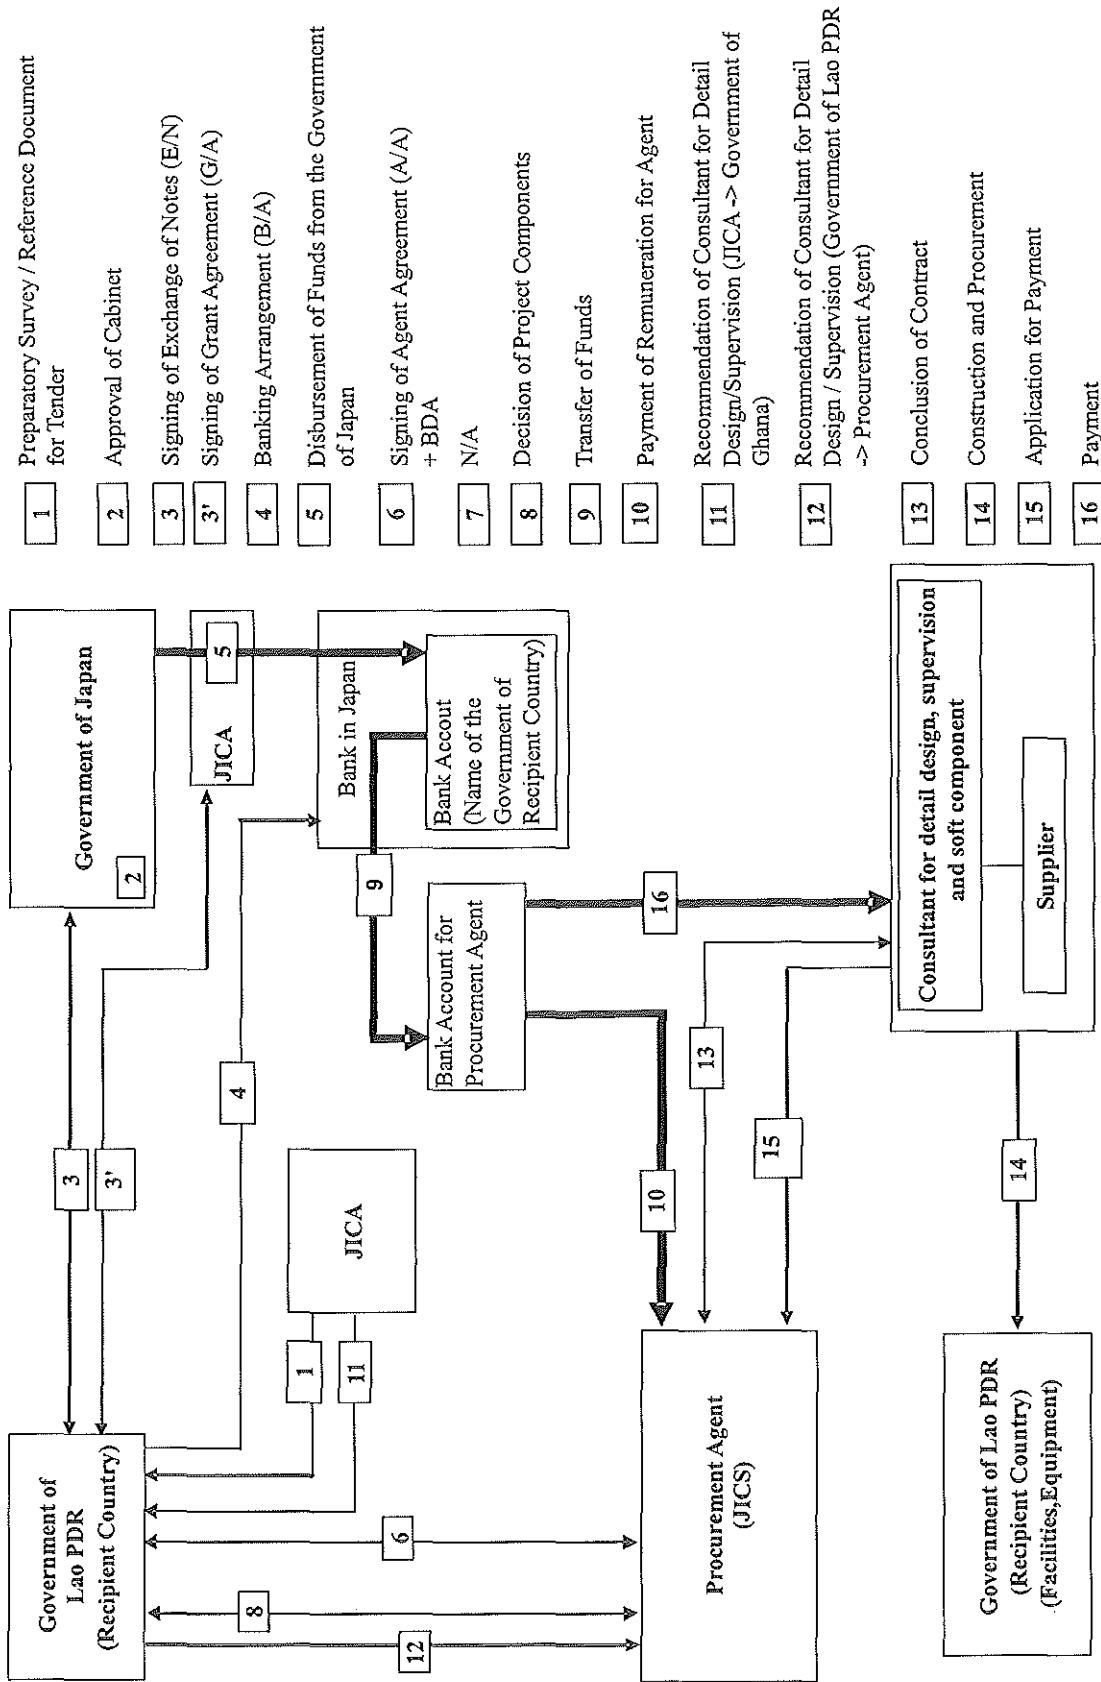 Government of
Lao PDR
(Recipient Country)
Government of Japan
2
3
3'
JICA
5
4
1
11
JICA
Bank in Japan
Bank Accout
(Name of the
Government of
Recipient Country)
9
Bank Account for
Procurement Agent
8
6
12
10
16
13
15
Procurement Agent
(JICS)
Consultant for detail design, supervision
and soft component
Supplier
14
Government of Lao PDR
(Recipient Country)
(Facilities,Equipment)
1 Preparatory Survey / Reference Document
for Tender
2 Approval of Cabinet
3 Signing of Exchange of Notes (E/N)
3' Signing of Grant Agreement (G/A)
4 Banking Arrangement (B/A)
5 Disbursement of Funds from the Government
of Japan
6 Signing of Agent Agreement (A/A)
+ BDA
7 N/A
8 Decision of Project Components
9 Transfer of Funds
10 Payment of Remuneration for Agent
11 Recommendation of Consultant for Detail
Design/Supervision (JICA -> Government of
Ghana)
12 Recommendation of Consultant for Detail
Design / Supervision (Government of Lao PDR
-> Procurement Agent)
13 Conclusion of Contract
14 Construction and Procurement
15 Application for Payment
16 Payment